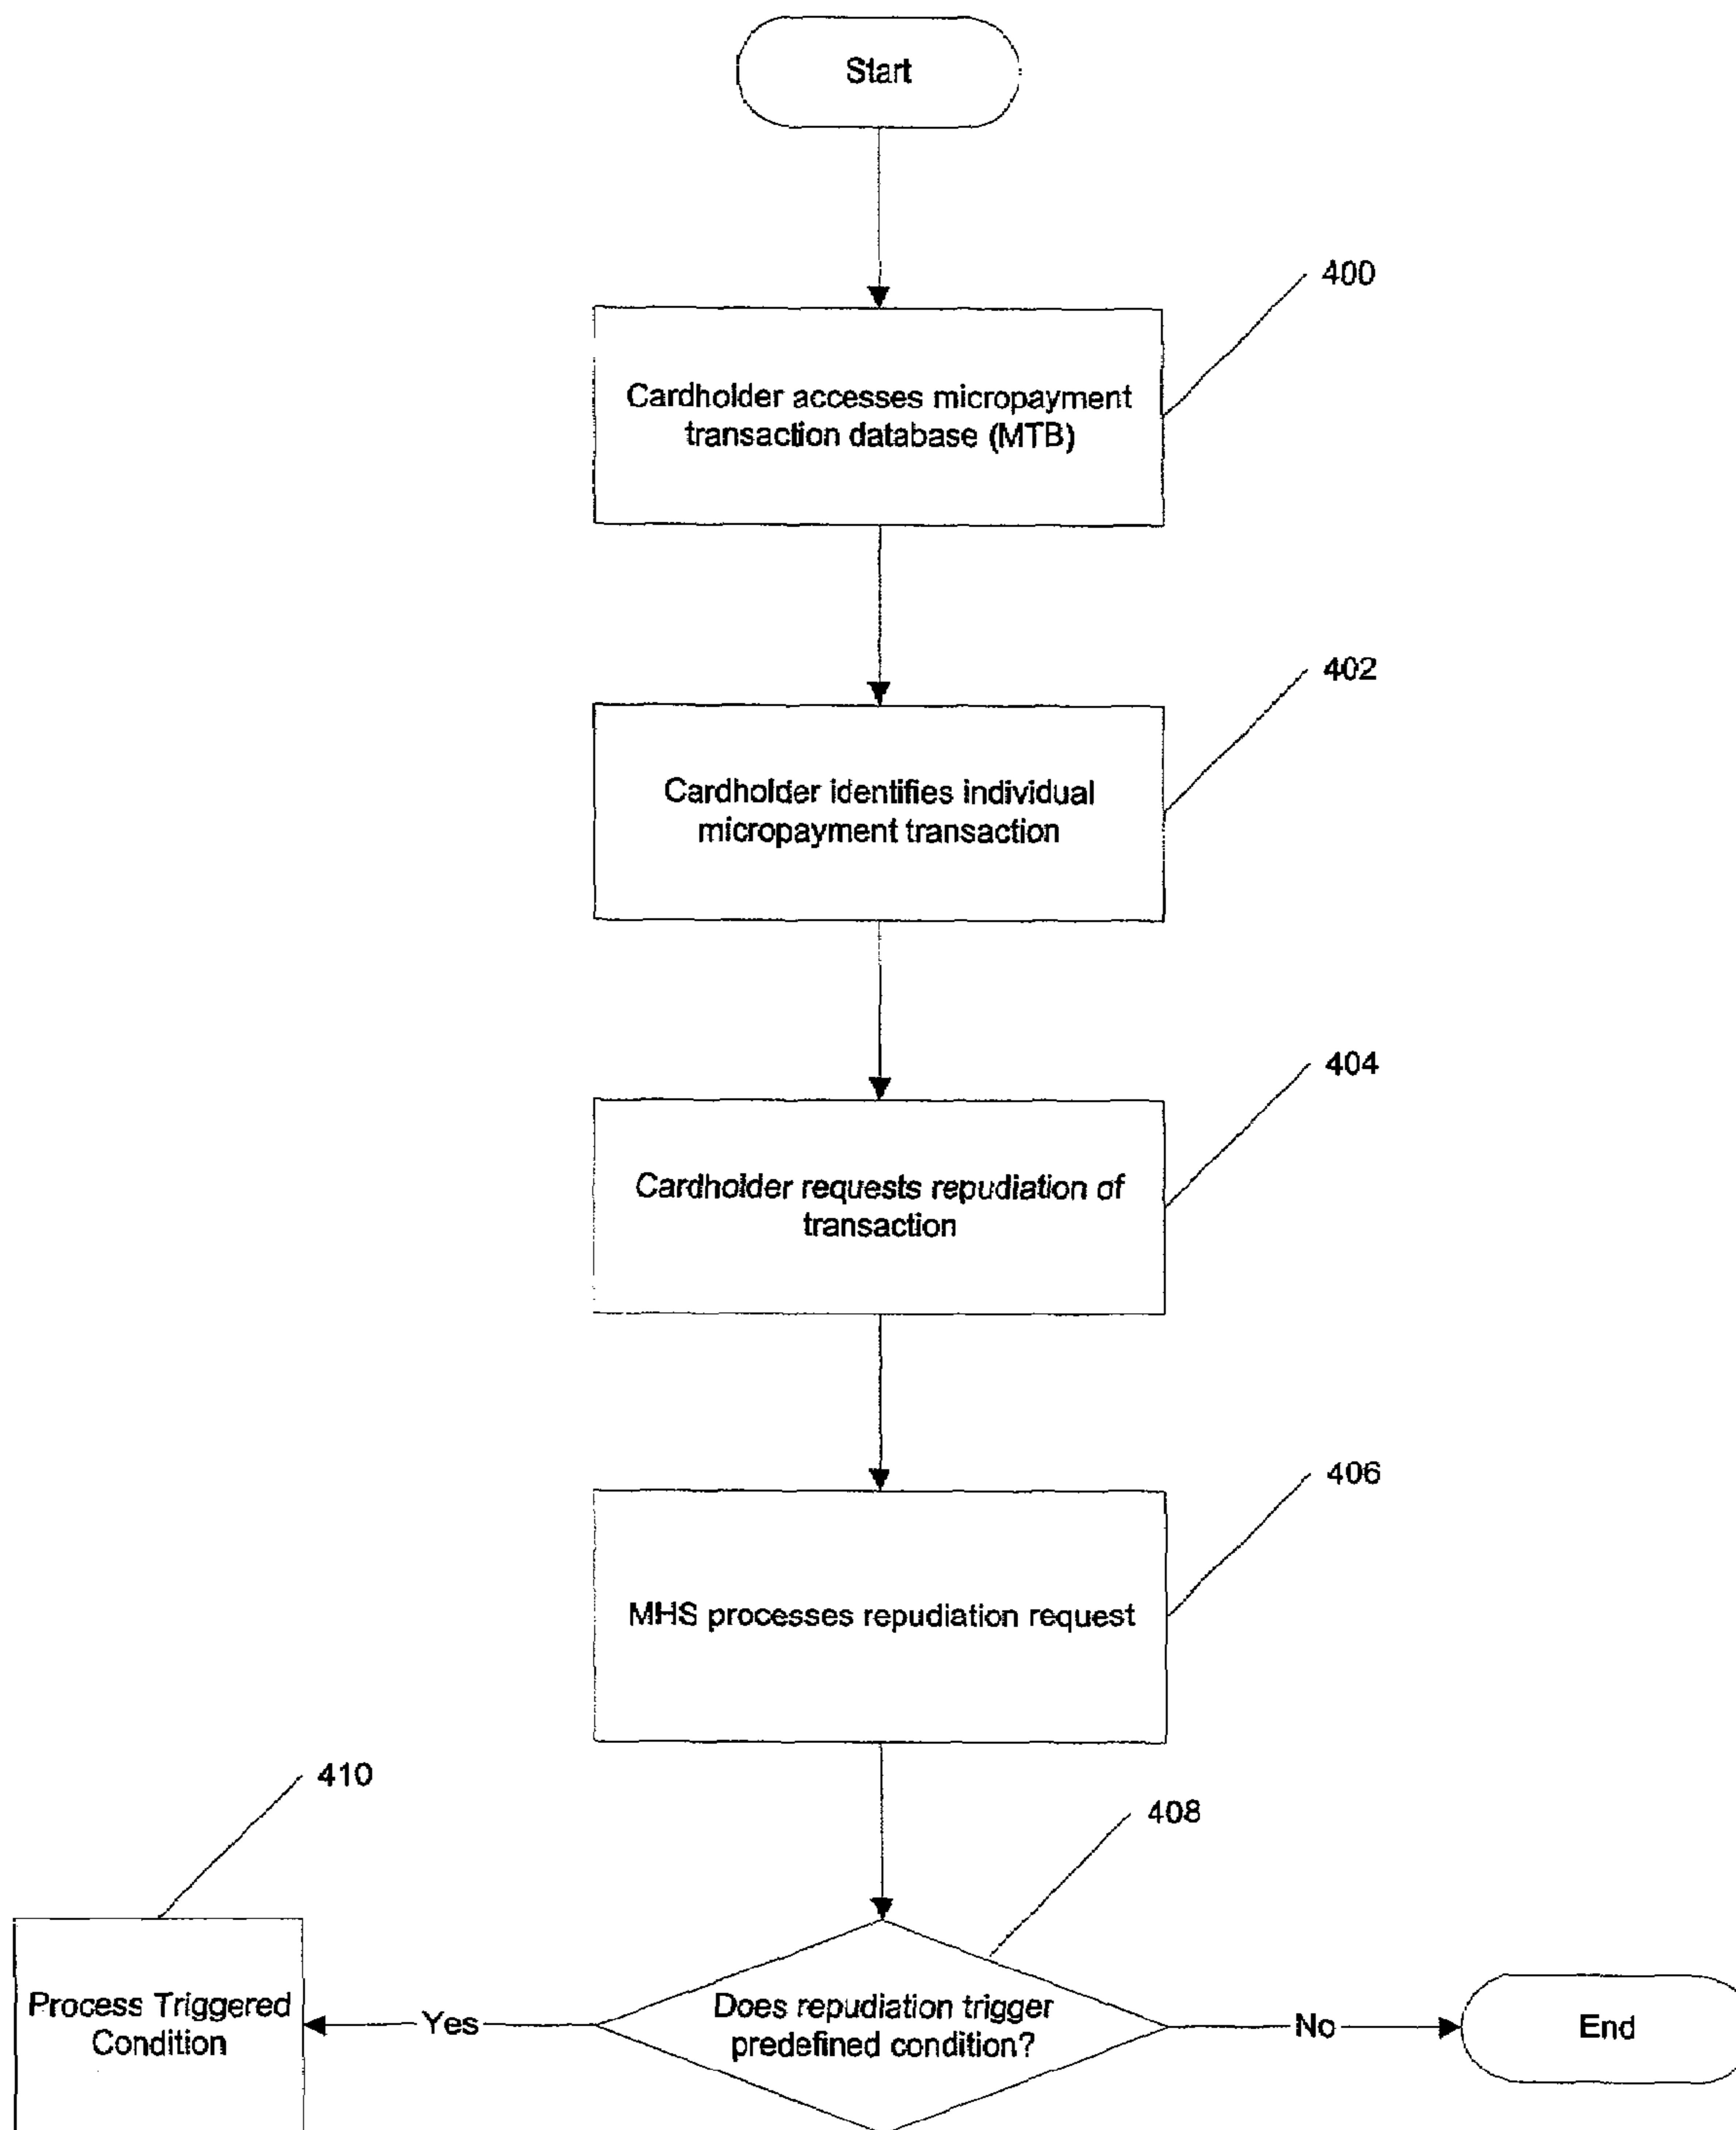 Start
400
Cardholder accesses micropayment
transaction database (MTB)
402
Cardholder identifies individual
micropayment transaction
404
Cardholder requests repudiation of
transaction
406
MHS processes repudiation request
410
408
Process Triggered
Condition
Yes
Does repudiation trigger
predefined condition?
No
End